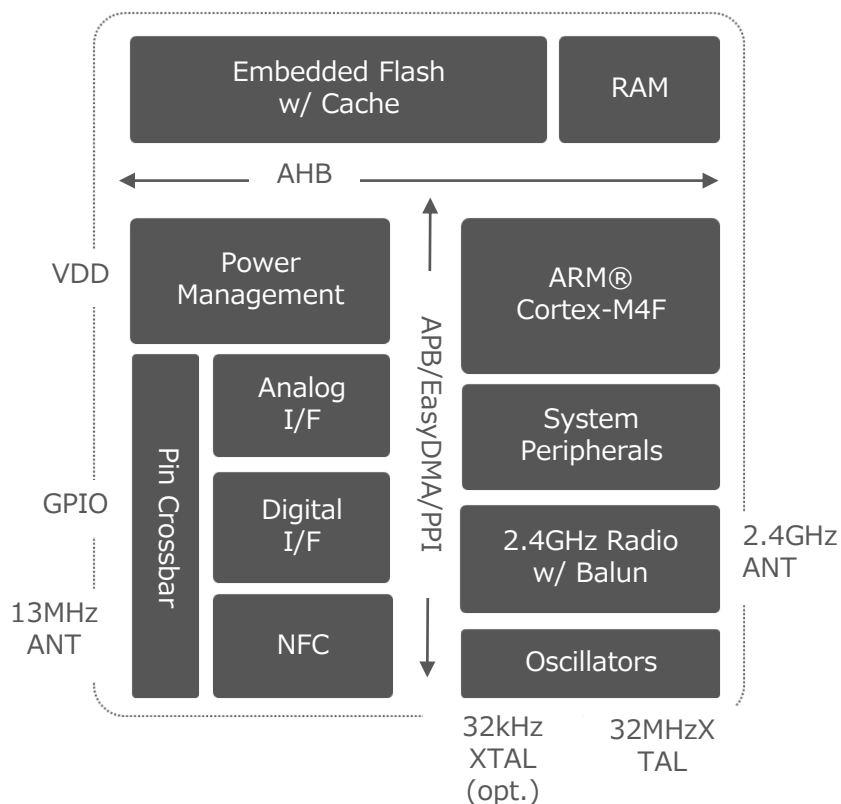 Embedded Flash
w/ Cache
RAM
AHB
VDD
Power
Management
ARM®
Cortex-M4F
APB/EasyDMA/PPI
Analog
I/F
System
Peripherals
Pin Crossbar
GPIO
Digital
I/F
2.4GHz Radio
w/ Balun
2.4GHz
ANT
13MHz
ANT
NFC
Oscillators
32kHz
XTAL
(opt.)
32MHzX
TAL